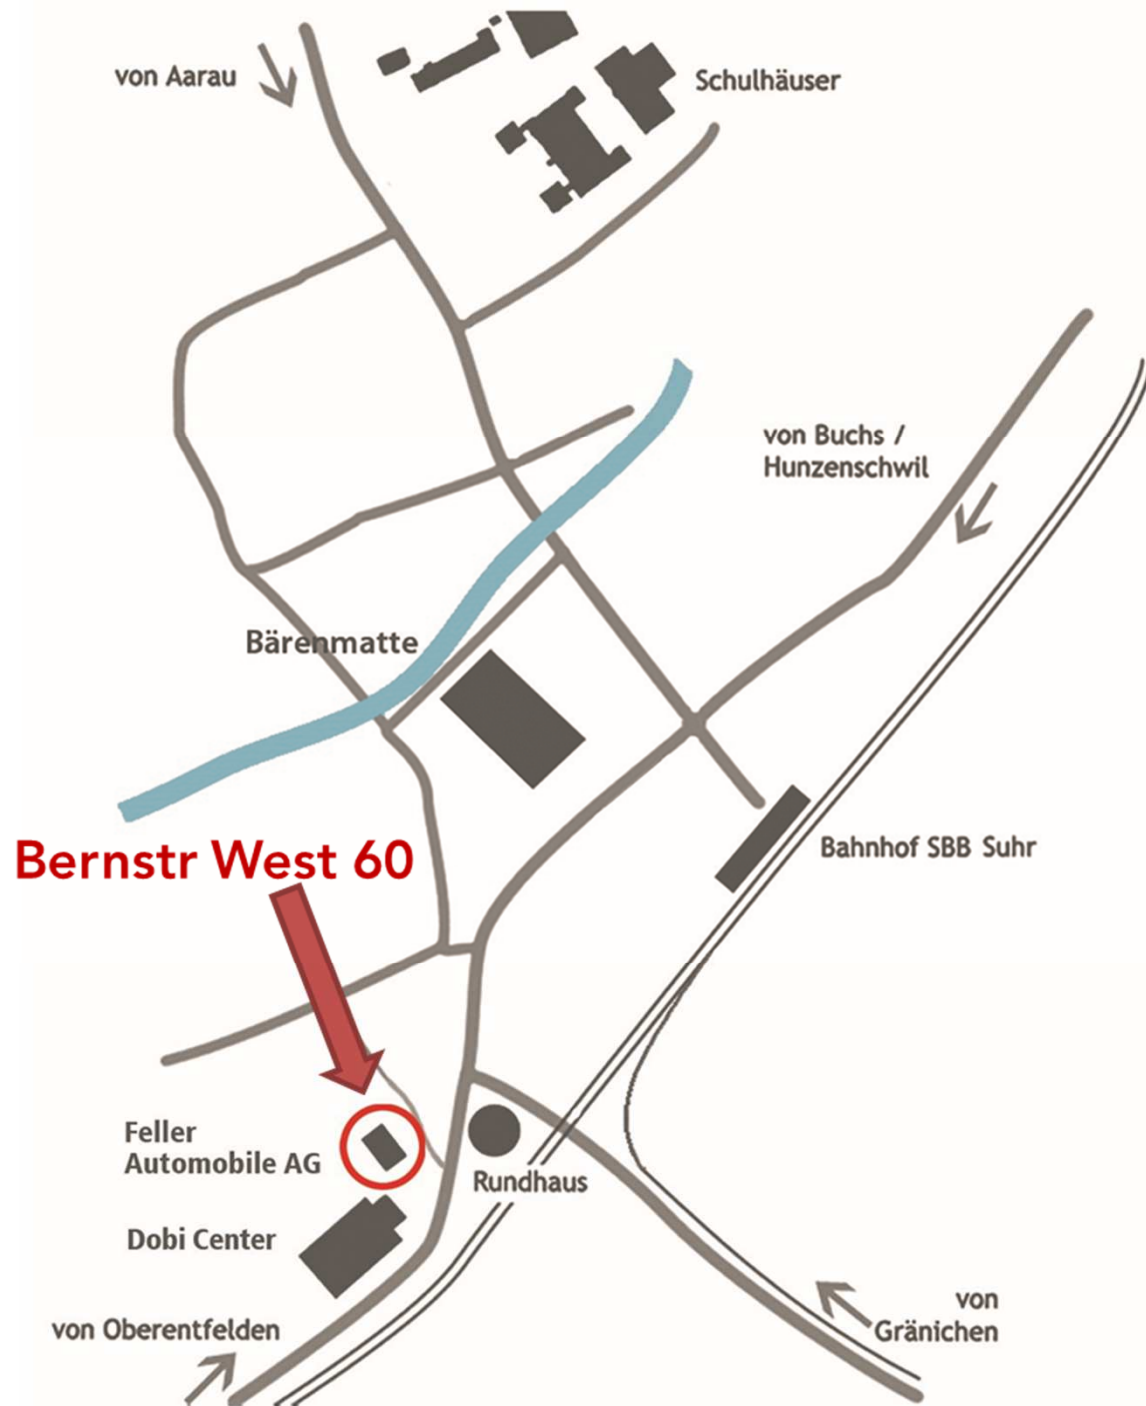 von Aarau
Schulhäuser
von Buchs /
Hunzenschwil
Bärenmatte
Bernstr West 60
Bahnhof SBB Suhr
Feller
Automobile AG
Rundhaus
Dobi Center
von
Gränichen
von Oberentfelden